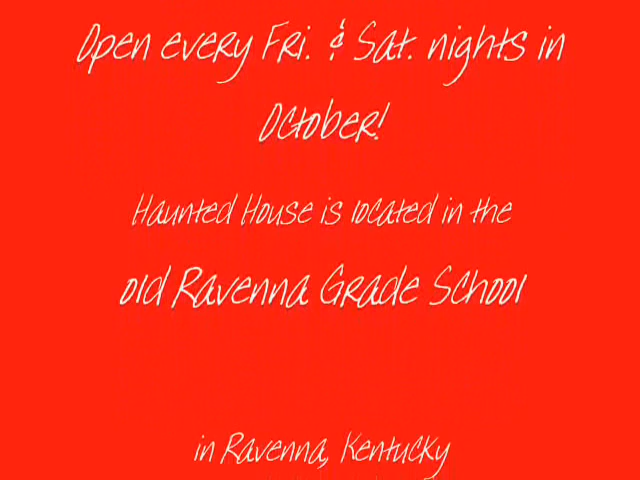 Open every Fri. & Sat. nights in
October!
Haunted House is located in the
old Ravenna Grade School
in Ravenna, Kentucky